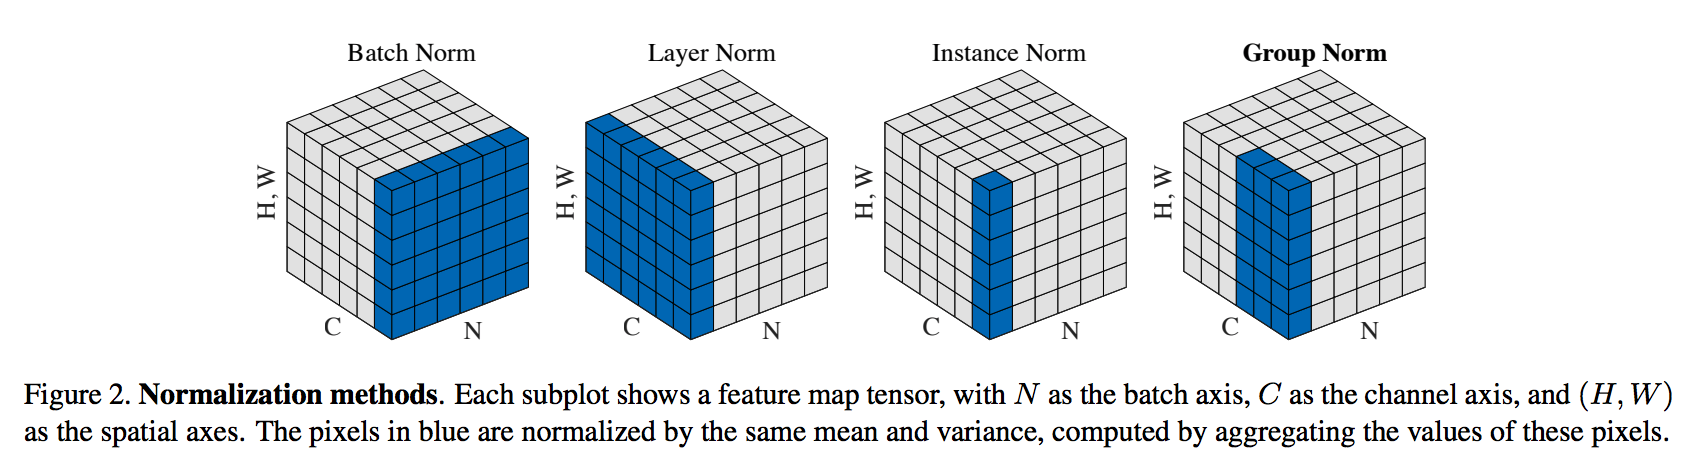 Batch Norm
Layer Norm
Instance Norm
Group Norm
H, W
C
N
H, W
C
N
H, W
C
N
H, W
C
N
Figure 2. Normalization methods. Each subplot shows a feature map tensor, with N as the batch axis, C as the channel axis, and (H, W)
as the spatial axes. The pixels in blue are normalized by the same mean and variance, computed by aggregating the values of these pixels.